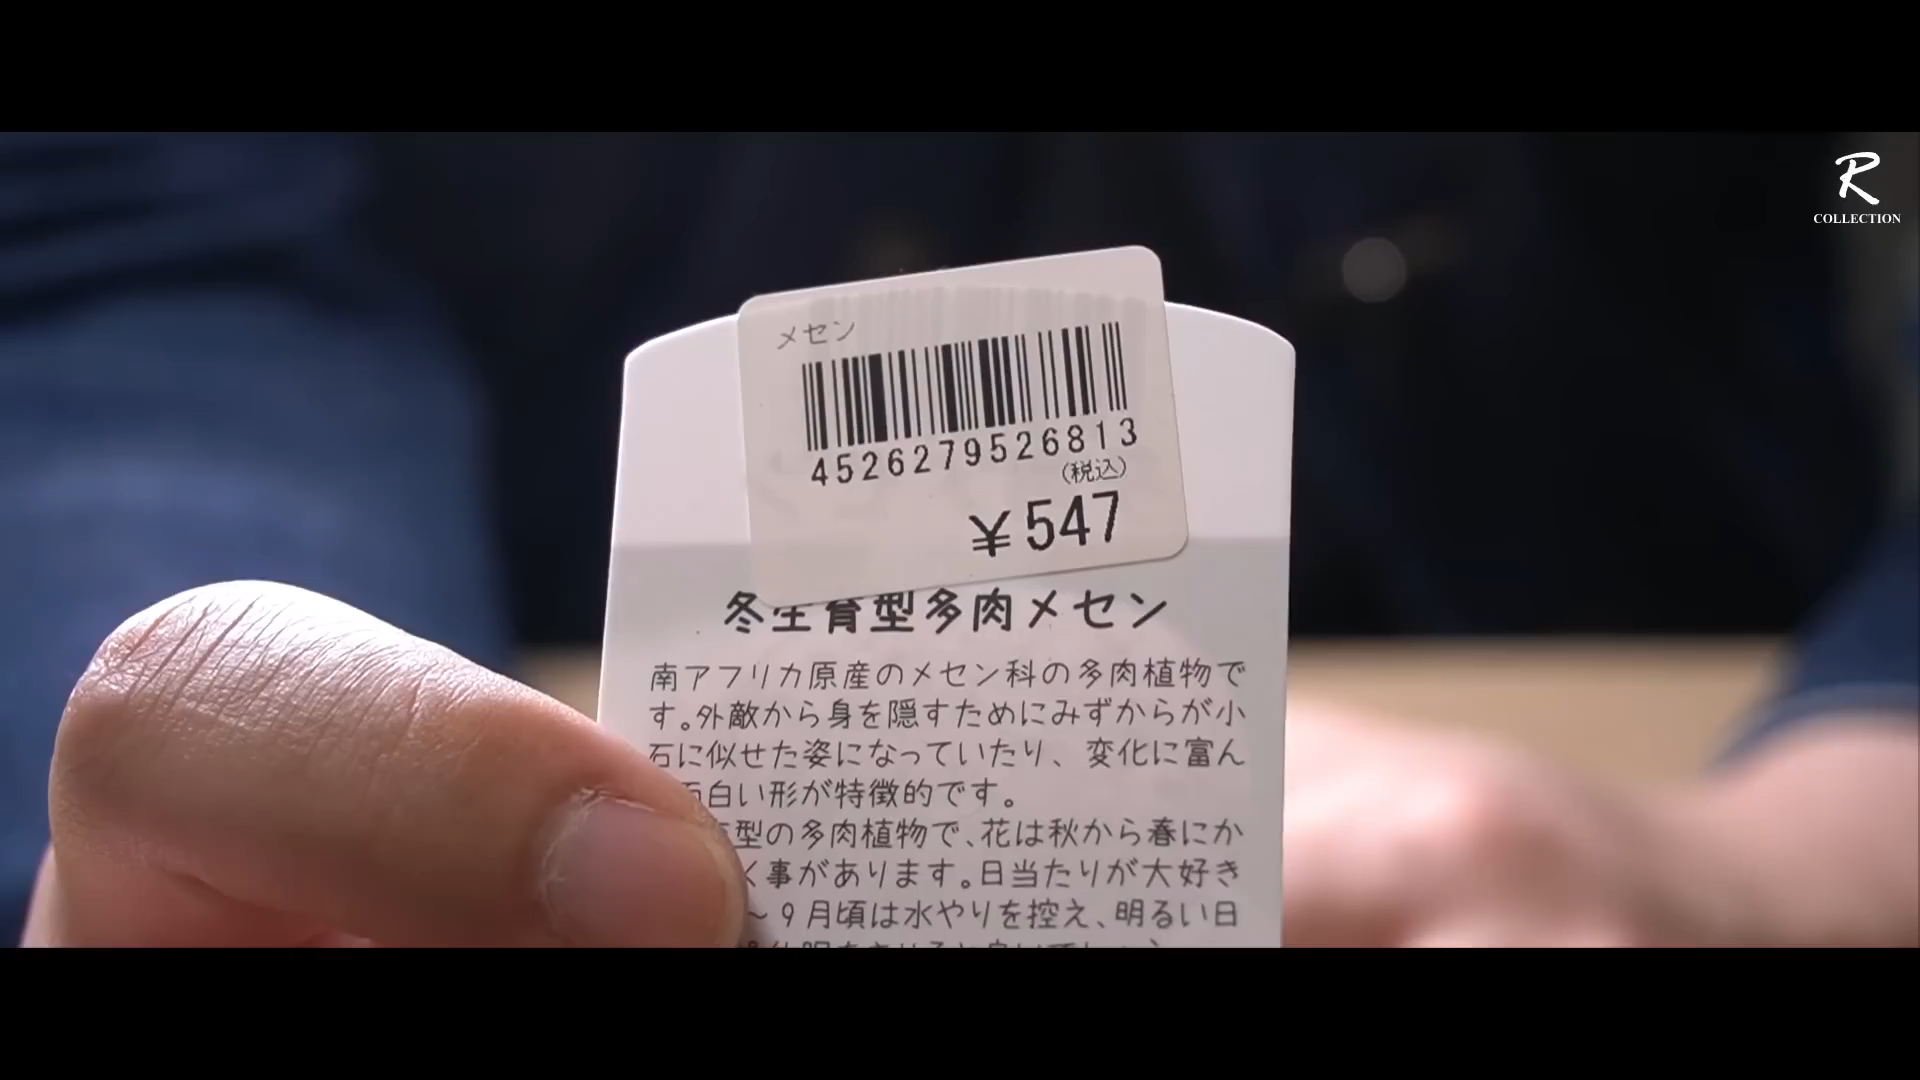 R
COLLECTION
メセン
4526279526813
(税込)
¥547
冬生育型多肉メセン
南アフリカ原産のメセン科の多肉植物で
す。外敵から身を隠すためにみずからが小
石に似せた姿になっていたり、変化に富ん
面白い形が特徴的です。
型の多肉植物で、花は秋から春にか
く事があります。日当たりが大好き
～9月頃は水やりを控え、明るい日